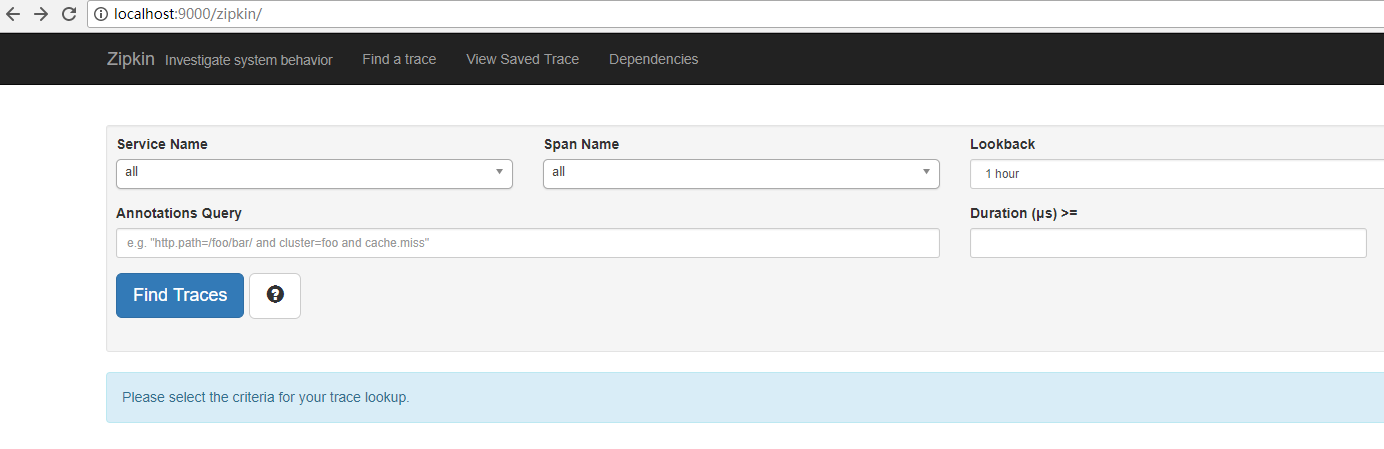 localhost:9000/zipkin/
Zipkin Investigate system behavior Find a trace View Saved Trace Dependencies
Service Name Span Name Lookback
all all 1 hour
Annotations Query Duration (μs) >=
e.g. "http.path=/foo/bar/ and cluster=foo and cache.miss"
Find Traces ?
Please select the criteria for your trace lookup.